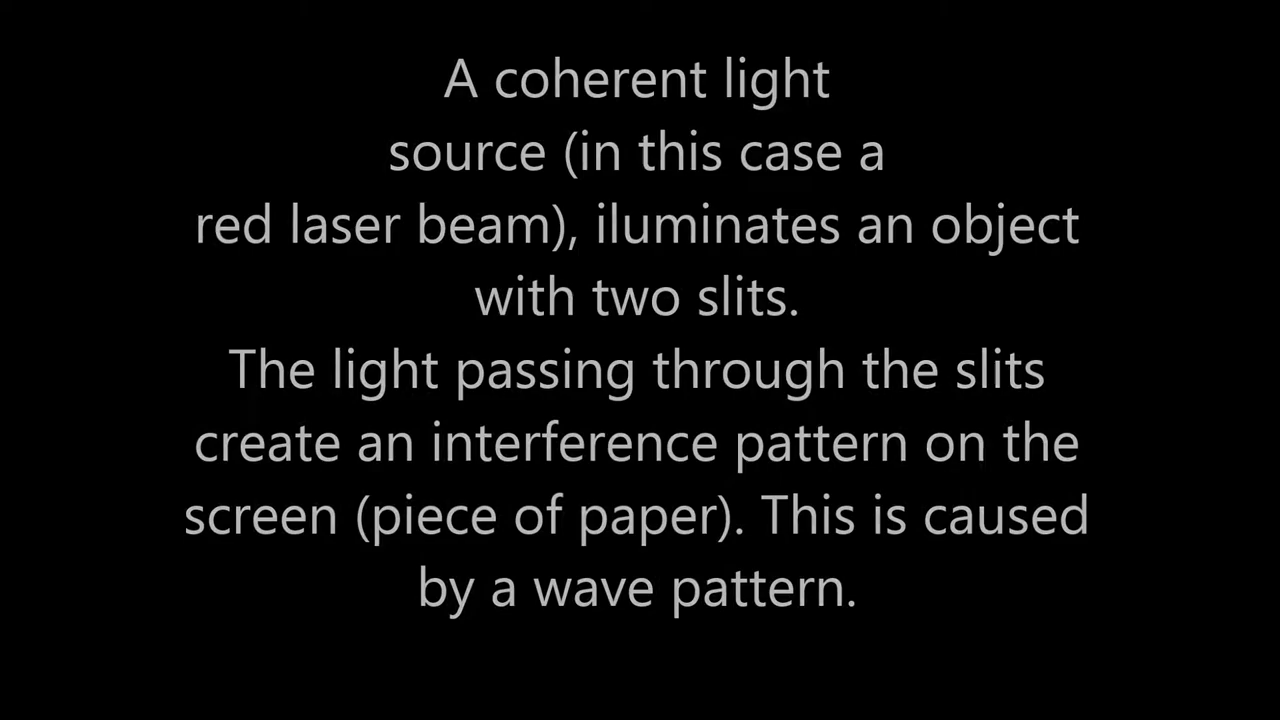 A coherent light
source (in this case a
red laser beam), iluminates an object
with two slits.
The light passing through the slits
create an interference pattern on the
screen (piece of paper). This is caused
by a wave pattern.